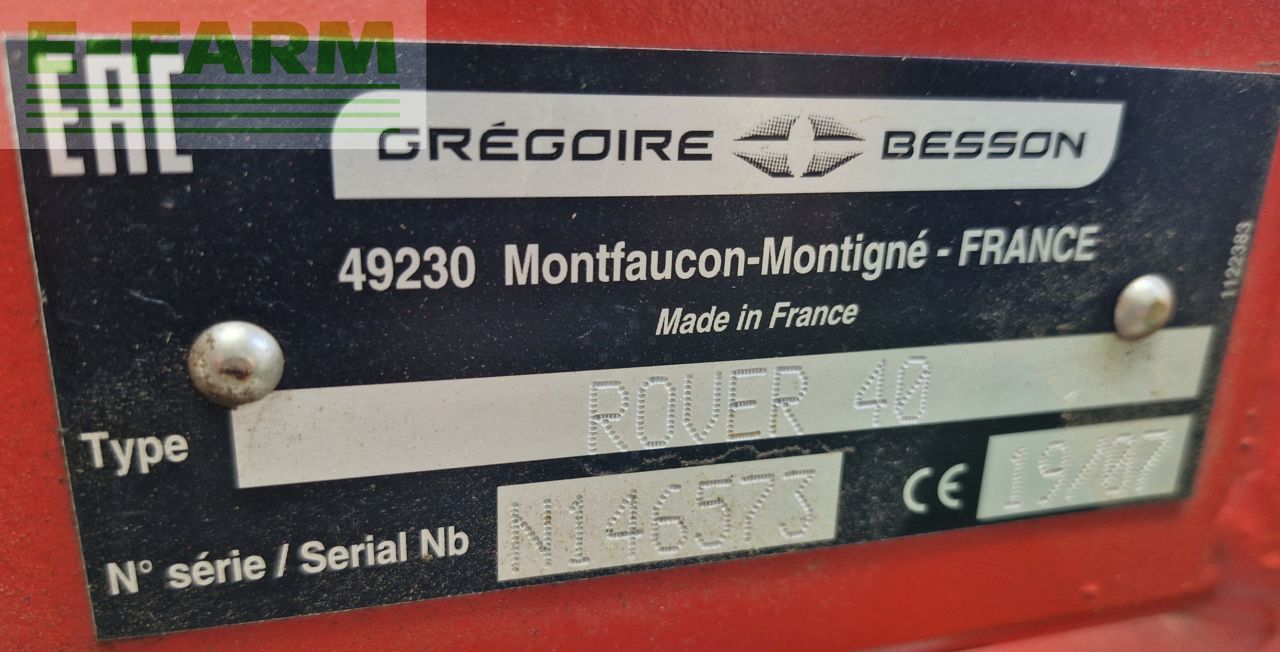 E-FARM
EAC
GRÉGOIRE BESSON
49230 Montfaucon-Montigné - FRANCE
Made in France
1122383
Type ROVER 40
N° série / Serial Nb N146573 CE 19/07